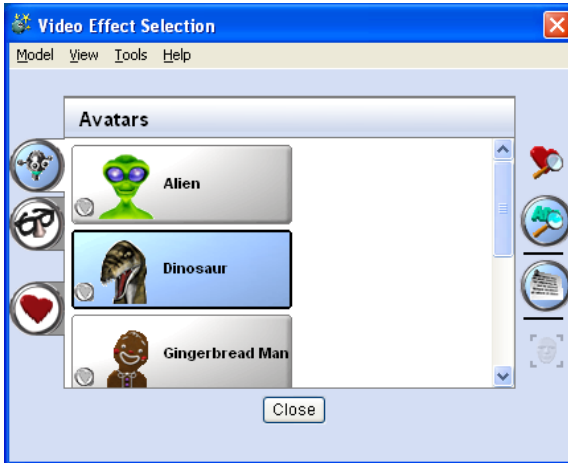 Video Effect Selection
Model View Tools Help
Avatars
Alien
Dinosaur
Gingerbread Man
Close